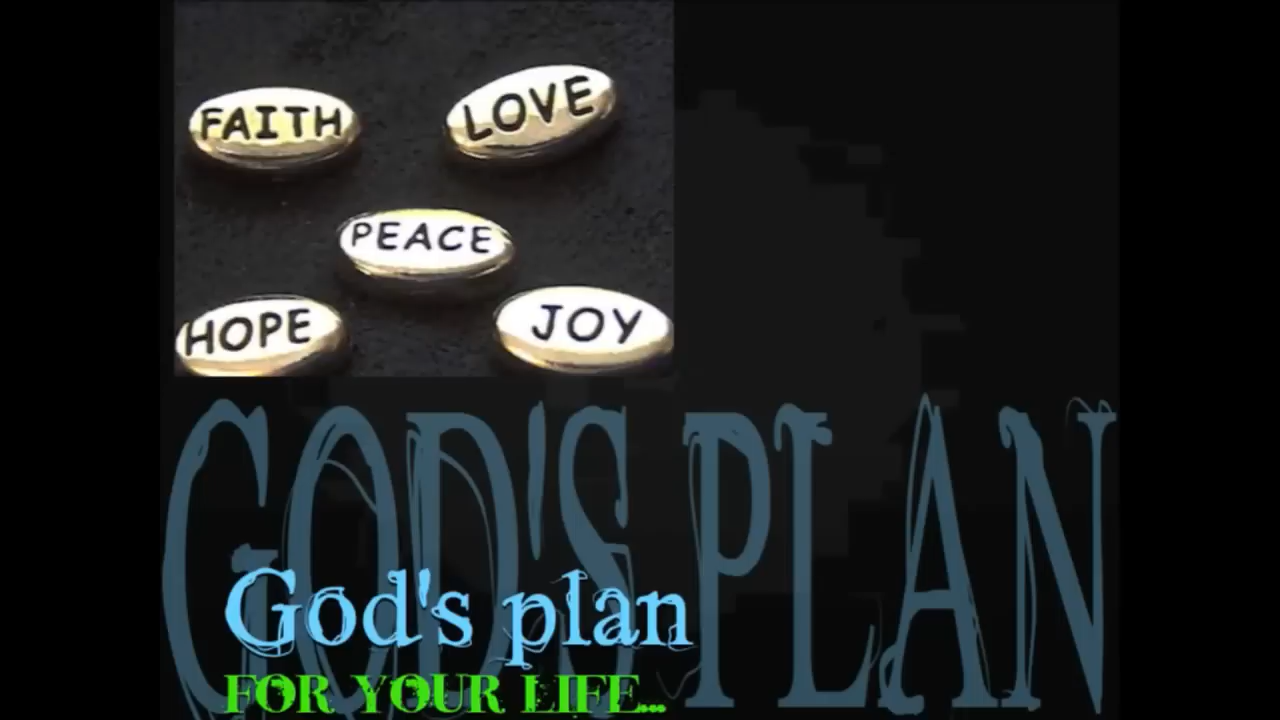 FAITH
LOVE
PEACE
HOPE
JOY
GOD'S PLAN
God's plan
FOR YOUR LIFE...